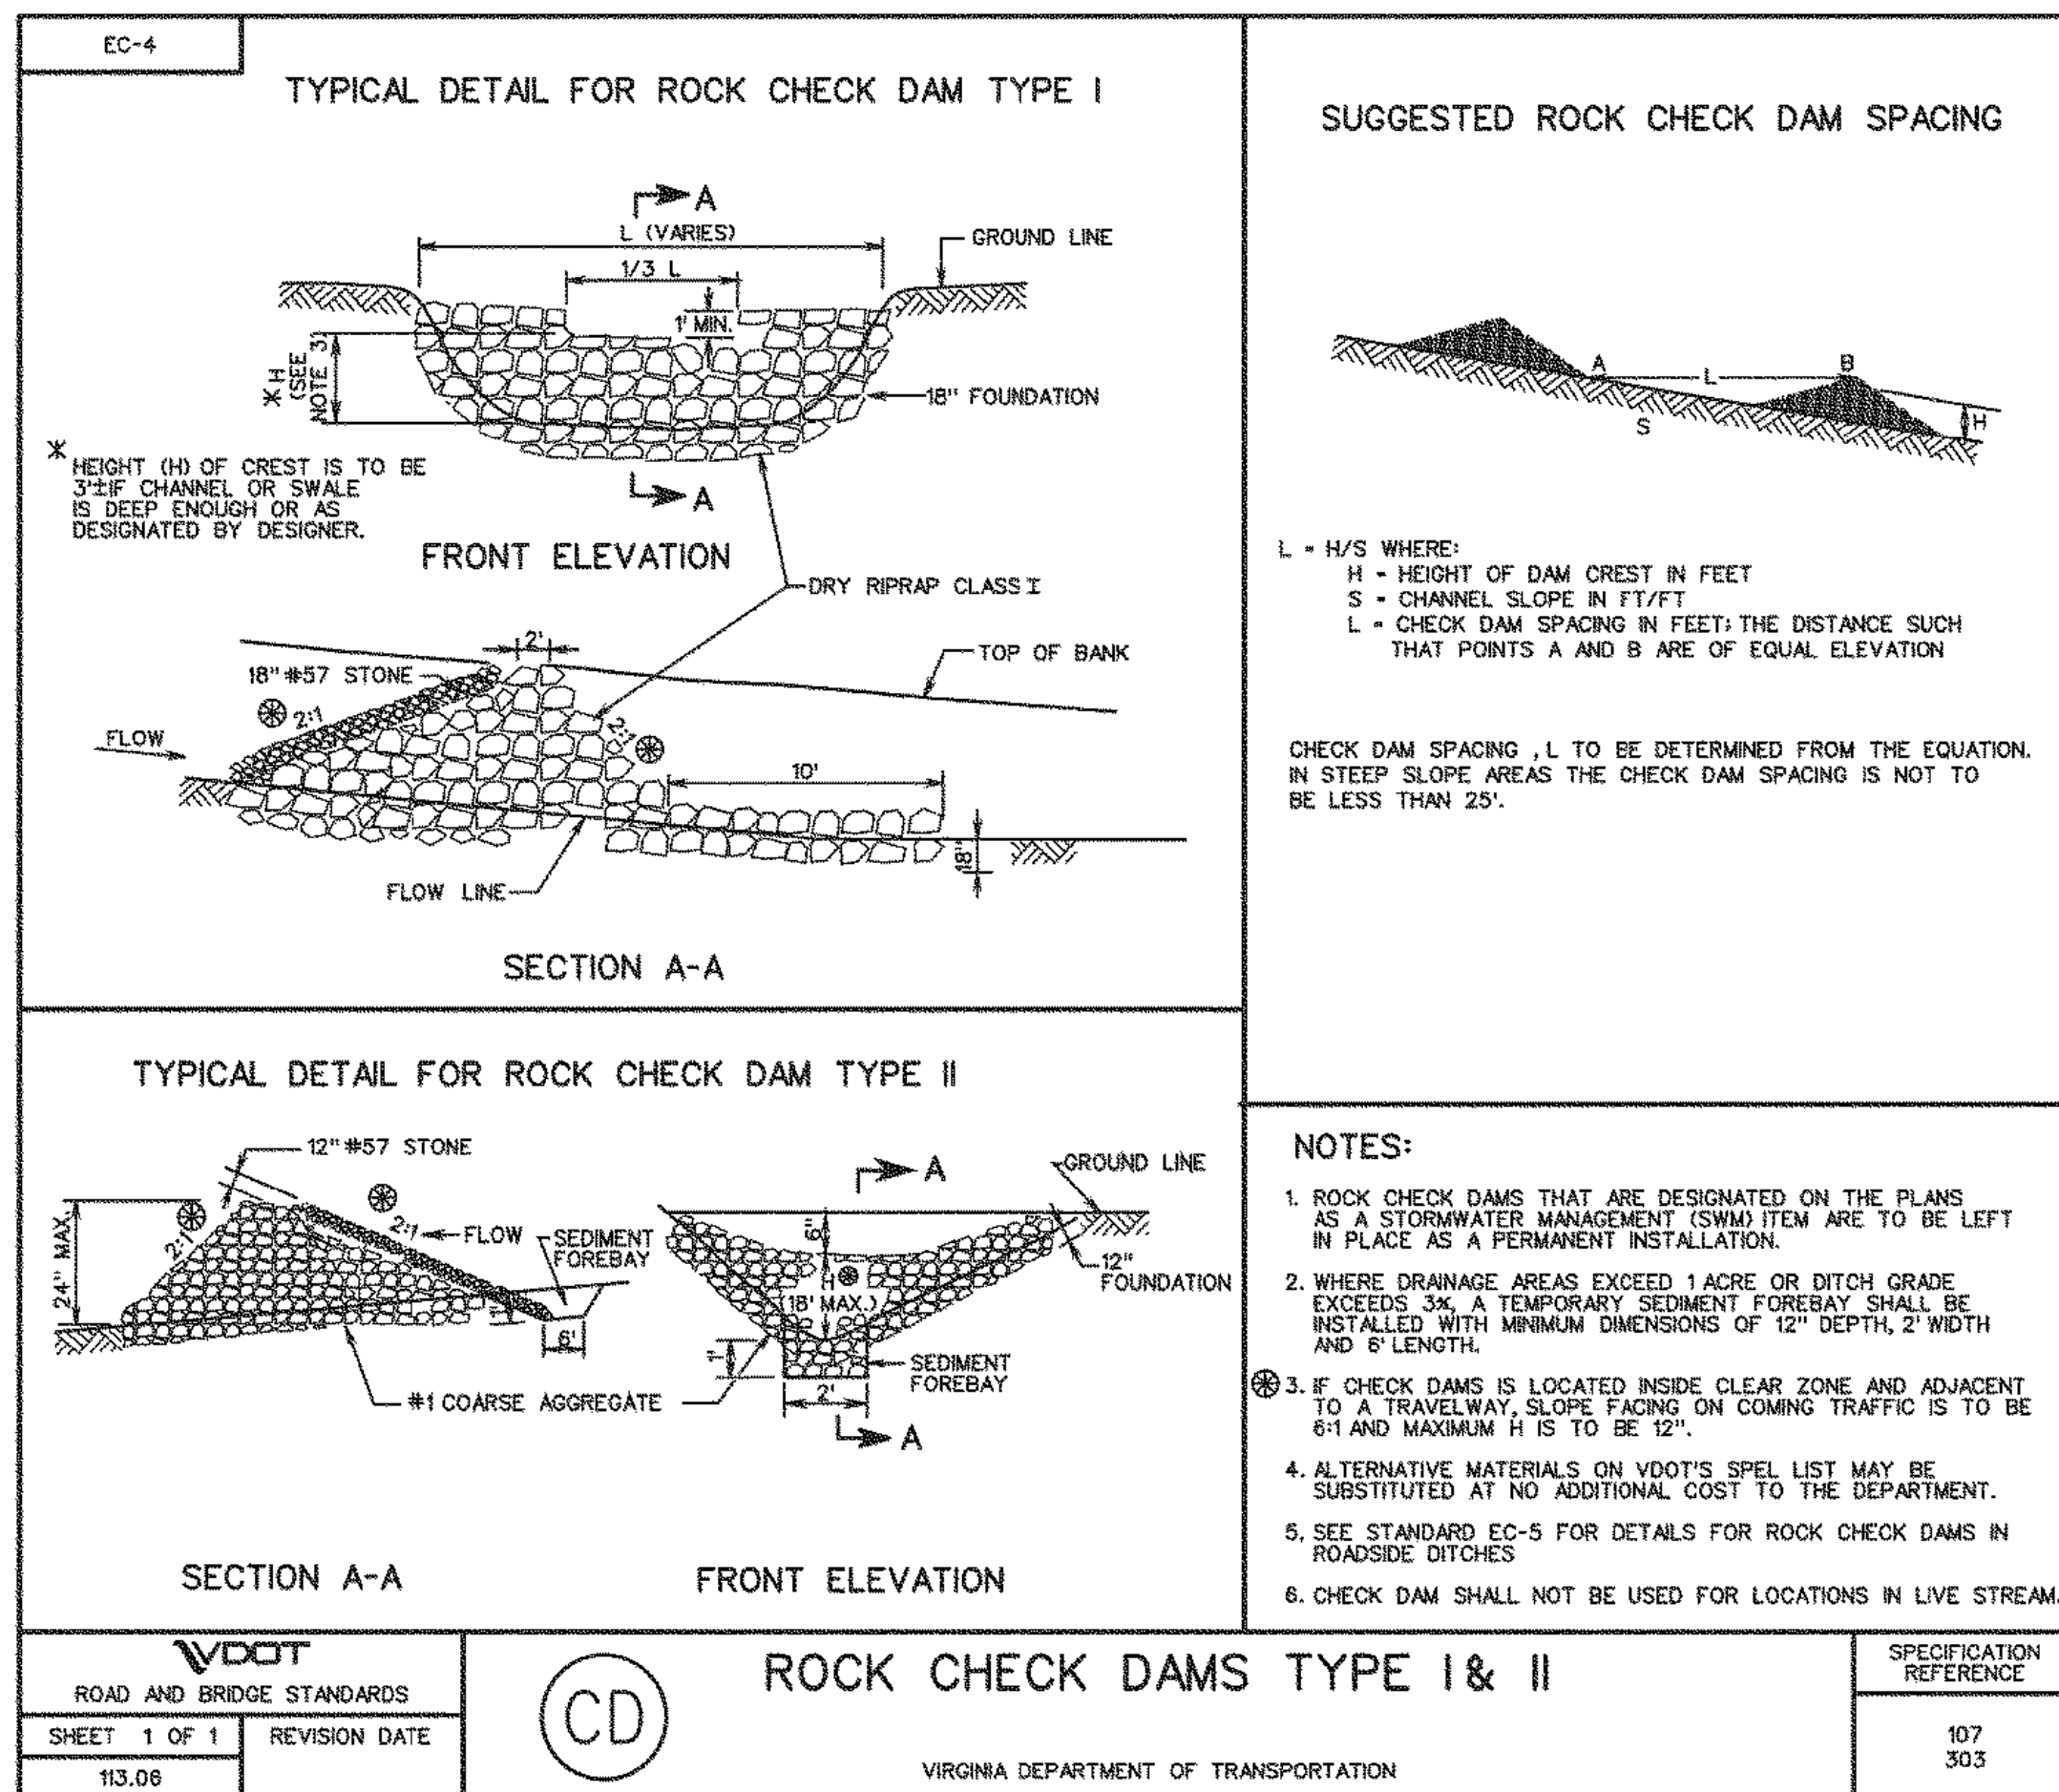 EC-4
TYPICAL DETAIL FOR ROCK CHECK DAM TYPE I
A
L (VARIES)
GROUND LINE
1/3 L
1' MIN.
H
(SEE
NOTE 3)
18" FOUNDATION
HEIGHT (H) OF CREST IS TO BE
3'±IF CHANNEL OR SWALE
IS DEEP ENOUGH OR AS
DESIGNATED BY DESIGNER.
A
FRONT ELEVATION
DRY RIPRAP CLASS I
2'
TOP OF BANK
18" #57 STONE
2:1
2:1
FLOW
10'
18"
FLOW LINE
SECTION A-A
SUGGESTED ROCK CHECK DAM SPACING
A
L
B
S
H
L = H/S WHERE:
H = HEIGHT OF DAM CREST IN FEET
S = CHANNEL SLOPE IN FT/FT
L = CHECK DAM SPACING IN FEET; THE DISTANCE SUCH
THAT POINTS A AND B ARE OF EQUAL ELEVATION
CHECK DAM SPACING , L TO BE DETERMINED FROM THE EQUATION.
IN STEEP SLOPE AREAS THE CHECK DAM SPACING IS NOT TO
BE LESS THAN 25'.
TYPICAL DETAIL FOR ROCK CHECK DAM TYPE II
12" #57 STONE
24" MAX.
2:1
2:1
FLOW
SEDIMENT
FOREBAY
6'
#1 COARSE AGGREGATE
SECTION A-A
A
GROUND LINE
6"
12"
FOUNDATION
H
(18' MAX.)
1'
SEDIMENT
FOREBAY
2'
A
FRONT ELEVATION
NOTES:
1. ROCK CHECK DAMS THAT ARE DESIGNATED ON THE PLANS
AS A STORMWATER MANAGEMENT (SWM) ITEM ARE TO BE LEFT
IN PLACE AS A PERMANENT INSTALLATION.
2. WHERE DRAINAGE AREAS EXCEED 1 ACRE OR DITCH GRADE
EXCEEDS 3%, A TEMPORARY SEDIMENT FOREBAY SHALL BE
INSTALLED WITH MINIMUM DIMENSIONS OF 12" DEPTH, 2' WIDTH
AND 6' LENGTH.
3. IF CHECK DAMS IS LOCATED INSIDE CLEAR ZONE AND ADJACENT
TO A TRAVELWAY, SLOPE FACING ON COMING TRAFFIC IS TO BE
6:1 AND MAXIMUM H IS TO BE 12".
4. ALTERNATIVE MATERIALS ON VDOT'S SPEL LIST MAY BE
SUBSTITUTED AT NO ADDITIONAL COST TO THE DEPARTMENT.
5. SEE STANDARD EC-5 FOR DETAILS FOR ROCK CHECK DAMS IN
ROADSIDE DITCHES
6. CHECK DAM SHALL NOT BE USED FOR LOCATIONS IN LIVE STREAM.
VDOT
ROAD AND BRIDGE STANDARDS
SHEET 1 OF 1
REVISION DATE
113.06
CD
ROCK CHECK DAMS TYPE I & II
VIRGINIA DEPARTMENT OF TRANSPORTATION
SPECIFICATION
REFERENCE
107
303